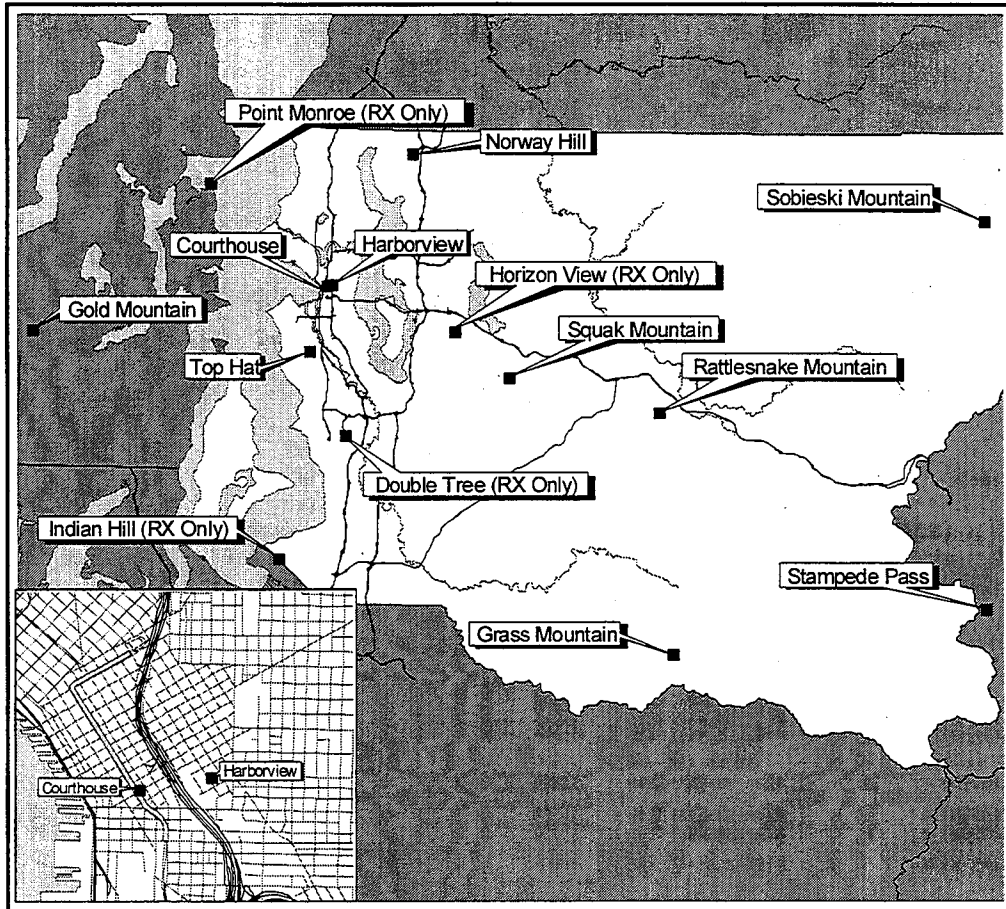 Point Monroe (RX Only)
Norway Hill
Sobieski Mountain
Courthouse
Harborview
Horizon View (RX Only)
Gold Mountain
Squak Mountain
Top Hat
Rattlesnake Mountain
Double Tree (RX Only)
Indian Hill (RX Only)
Stampede Pass
Grass Mountain
Harborview
Courthouse